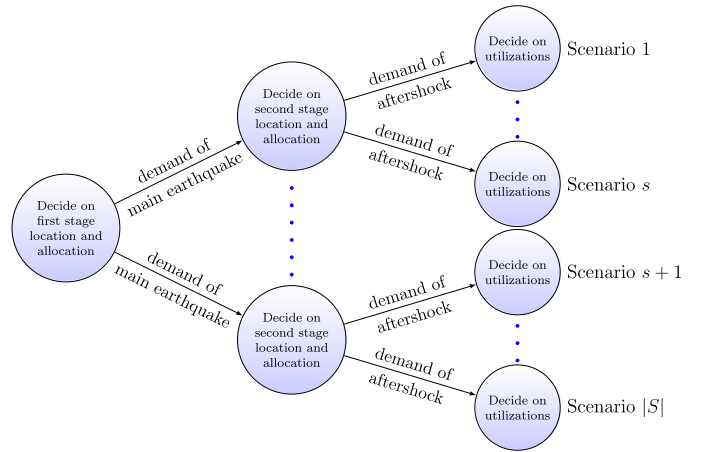 Decide on
first stage
location and
allocation
demand of
main earthquake
demand of
main earthquake
Decide on
second stage
location and
allocation
Decide on
second stage
location and
allocation
demand of
aftershock
demand of
aftershock
demand of
aftershock
demand of
aftershock
Decide on
utilizations
Scenario 1
Decide on
utilizations
Scenario s
Decide on
utilizations
Scenario s + 1
Decide on
utilizations
Scenario |S|